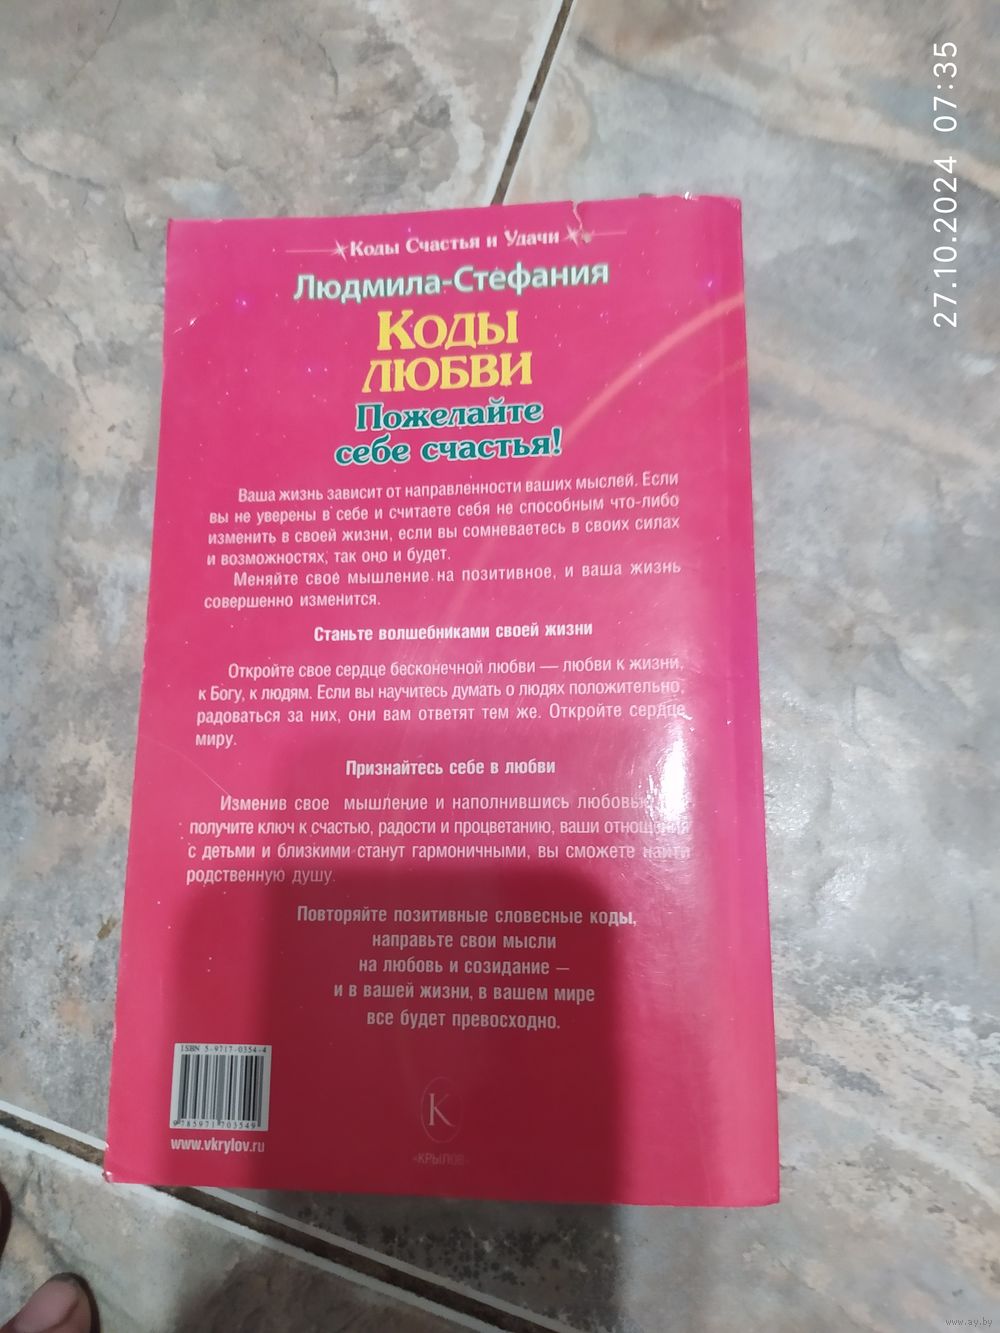 27.10.2024 07:35
Коды Счастья и Удачи
Людмила-Стефания
Коды
любви
Пожелайте
себе счастья!
Ваша жизнь зависит от направленности ваших мыслей. Если
вы не уверены в себе и считаете себя не способным что-либо
изменить в своей жизни, если вы сомневаетесь в своих силах
и возможностях, так оно и будет.
Меняйте свое мышление на позитивное, и ваша жизнь
совершенно изменится.
Станьте волшебниками своей жизни
Откройте свое сердце бесконечной любви — любви к жизни,
к Богу, к людям. Если вы научитесь думать о людях положительно,
радоваться за них, они вам ответят тем же. Откройте сердце
миру.
Признайтесь себе в любви
Изменив свое мышление и наполнившись
получите ключ к счастью, радости и процветанию, ваши отношения
с детьми и близкими станут гармоничными, вы сможете найти
родственную душу.
Повторяйте позитивные словесные коды,
направьте свои мысли
на любовь и созидание —
и в вашей жизни, в вашем мире
все будет превосходно.
ISBN 5-9717-0354-4
9 785971 703549
www.vkrylov.ru
К
«КРЫЛОВ»
www.ay.by